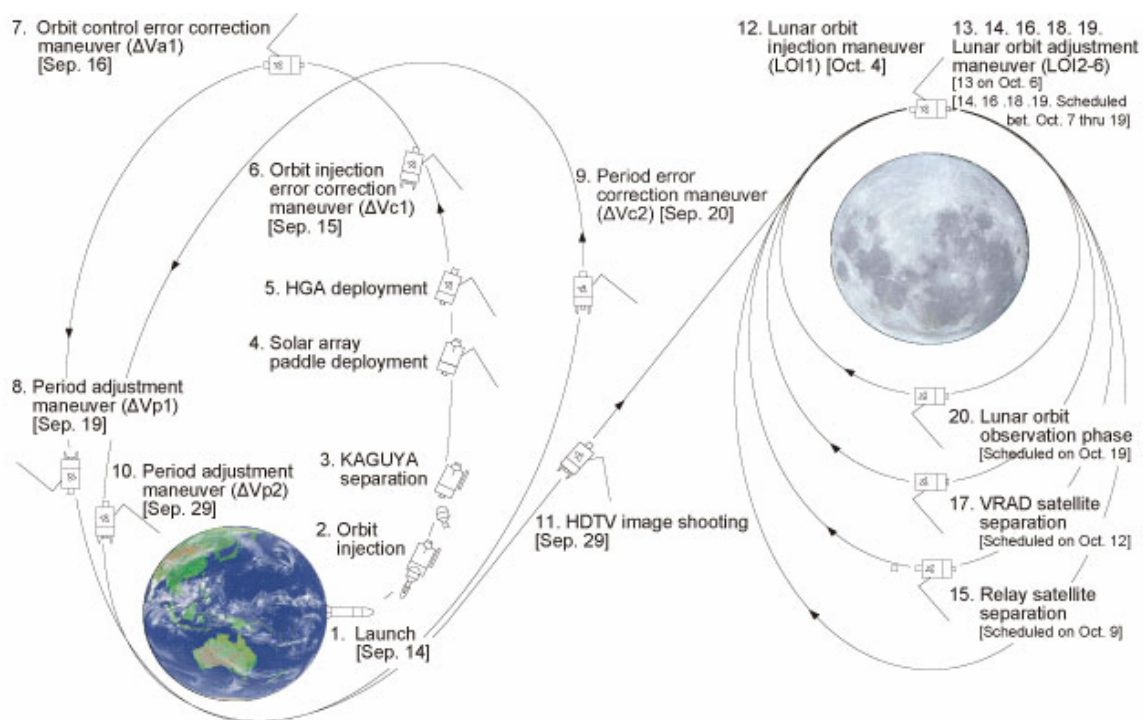 7. Orbit control error correction
maneuver (ΔVa1)
[Sep. 16]
12. Lunar orbit
injection maneuver
(LOI1) [Oct. 4]
13. 14. 16. 18. 19.
Lunar orbit adjustment
maneuver (LOI2-6)
[13 on Oct. 6]
[14. 16 .18 .19. Scheduled
bet. Oct. 7 thru 19]
6. Orbit injection
error correction
maneuver (ΔVc1)
[Sep. 15]
9. Period error
correction maneuver
(ΔVc2) [Sep. 20]
5. HGA deployment
4. Solar array
paddle deployment
8. Period adjustment
maneuver (ΔVp1)
[Sep. 19]
3. KAGUYA
separation
10. Period adjustment
maneuver (ΔVp2)
[Sep. 29]
2. Orbit
injection
11. HDTV image shooting
[Sep. 29]
1. Launch
[Sep. 14]
20. Lunar orbit
observation phase
[Scheduled on Oct. 19]
17. VRAD satellite
separation
[Scheduled on Oct. 12]
15. Relay satellite
separation
[Scheduled on Oct. 9]